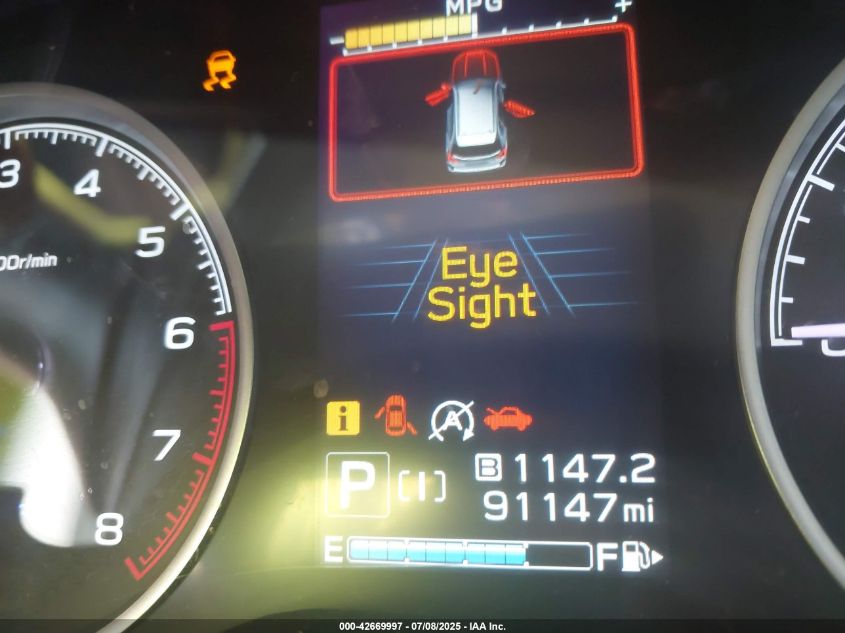 MPG
- +
3
4
5
00r/min
Eye
Sight
6
i A
7
P ( I ) B 1147.2
91147 mi
8
E F
000-42669997 - 07/08/2025 - IAA Inc.